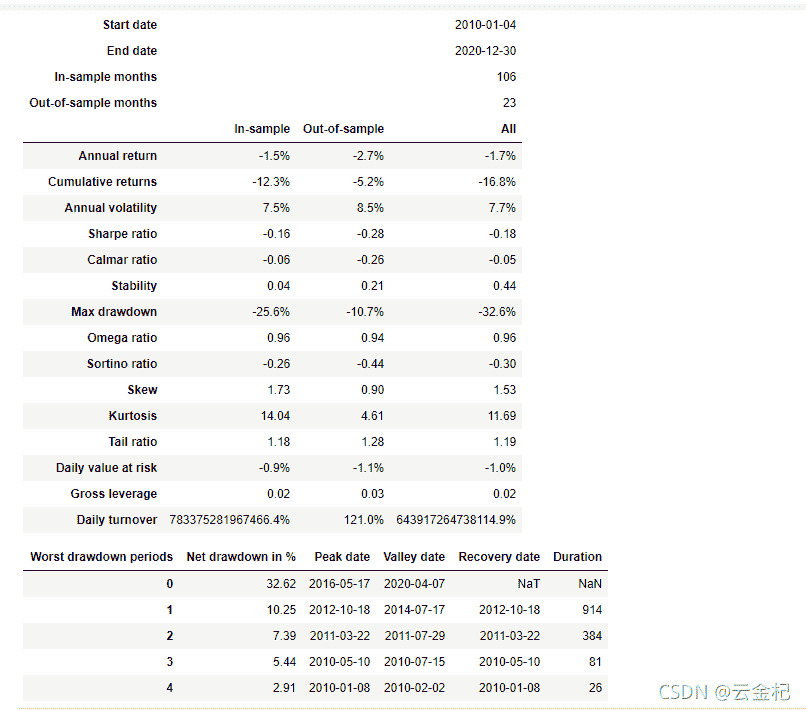 Start date 2010-01-04
End date 2020-12-30
In-sample months 106
Out-of-sample months 23
In-sample Out-of-sample All
Annual return -1.5% -2.7% -1.7%
Cumulative returns -12.3% -5.2% -16.8%
Annual volatility 7.5% 8.5% 7.7%
Sharpe ratio -0.16 -0.28 -0.18
Calmar ratio -0.06 -0.26 -0.05
Stability 0.04 0.21 0.44
Max drawdown -25.6% -10.7% -32.6%
Omega ratio 0.96 0.94 0.96
Sortino ratio -0.26 -0.44 -0.30
Skew 1.73 0.90 1.53
Kurtosis 14.04 4.61 11.69
Tail ratio 1.18 1.28 1.19
Daily value at risk -0.9% -1.1% -1.0%
Gross leverage 0.02 0.03 0.02
Daily turnover 783375281967466.4% 121.0% 643917264738114.9%
Worst drawdown periods Net drawdown in % Peak date Valley date Recovery date Duration
0 32.62 2016-05-17 2020-04-07 NaT NaN
1 10.25 2012-10-18 2014-07-17 2012-10-18 914
2 7.39 2011-03-22 2011-07-29 2011-03-22 384
3 5.44 2010-05-10 2010-07-15 2010-05-10 81
4 2.91 2010-01-08 2010-02-02 2010-01-08 26
CSDN @云金杞